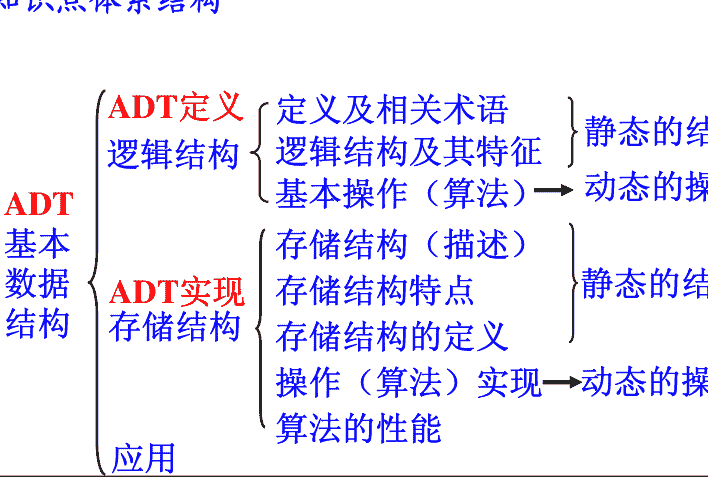 知识点体系结构
ADT定义
逻辑结构
定义及相关术语
逻辑结构及其特征
基本操作（算法）
静态的结
动态的操
ADT
基本
数据
结构
ADT实现
存储结构
存储结构（描述）
存储结构特点
存储结构的定义
操作（算法）实现
算法的性能
静态的结
动态的操
应用